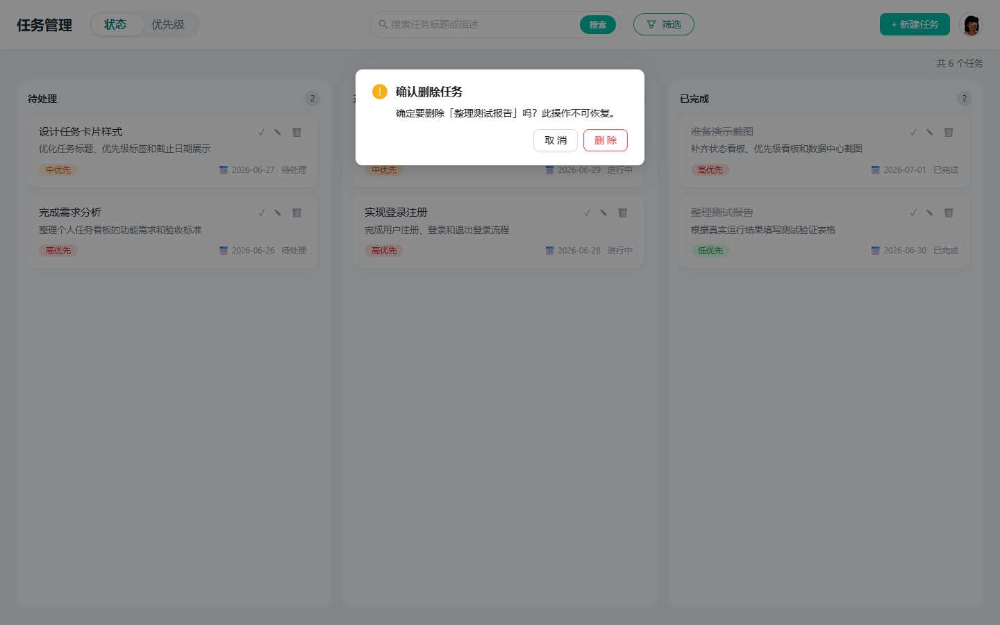 任务管理
状态
优先级
搜索任务标题或描述
搜索
筛选
+ 新建任务
共 6 个任务
确认删除任务
确定要删除「整理测试报告」吗？此操作不可恢复。
取 消
删 除
待处理
2
设计任务卡片样式
优化任务标题、优先级标签和截止日期展示
中优先
2026-06-27 待处理
完成需求分析
整理个人任务看板的功能需求和验收标准
高优先
2026-06-26 待处理
中优先
2026-06-29 进行中
实现登录注册
完成用户注册、登录和退出登录流程
高优先
2026-06-28 进行中
已完成
2
准备演示截图
补齐状态看板、优先级看板和数据中心截图
高优先
2026-07-01 已完成
整理测试报告
根据真实运行结果填写测试验证表格
低优先
2026-06-30 已完成